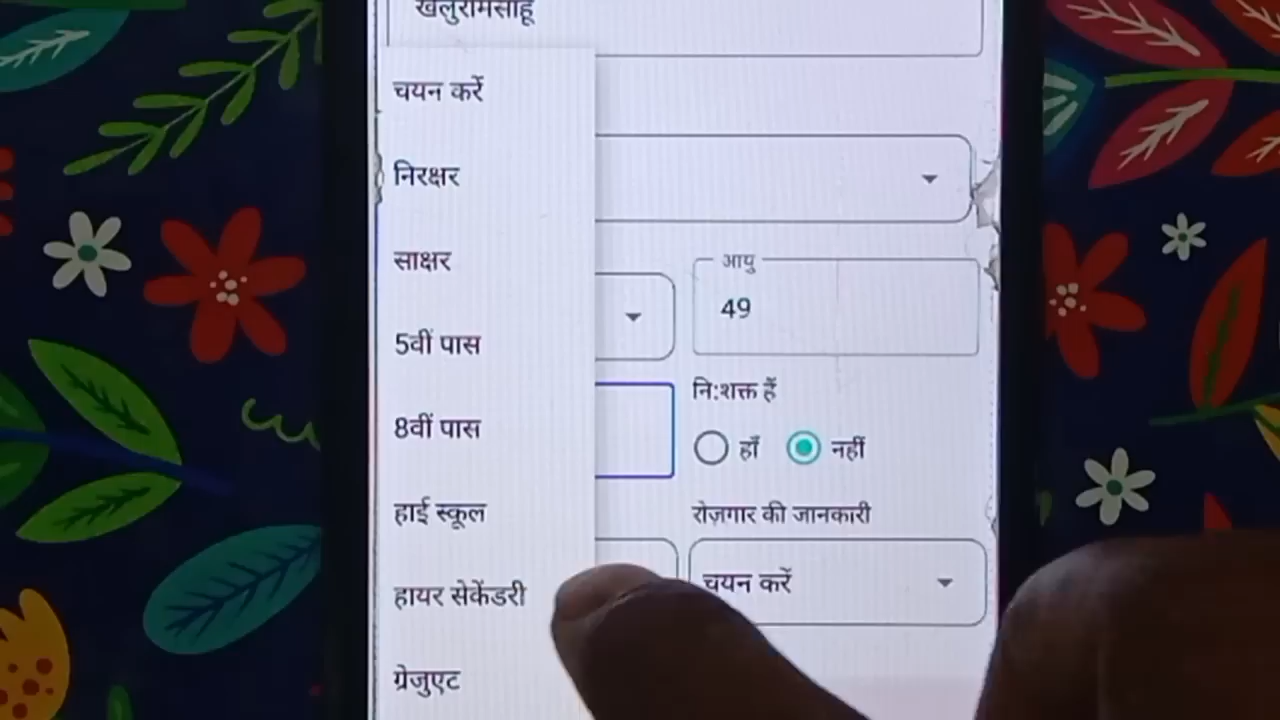 खेलुरामसाहू
चयन करें
निरक्षर
साक्षर
5वीं पास
8वीं पास
हाई स्कूल
हायर सेकेंडरी
ग्रेजुएट
आयु
49
नि:शक्त हैं
हाँ नहीं
रोज़गार की जानकारी
चयन करें